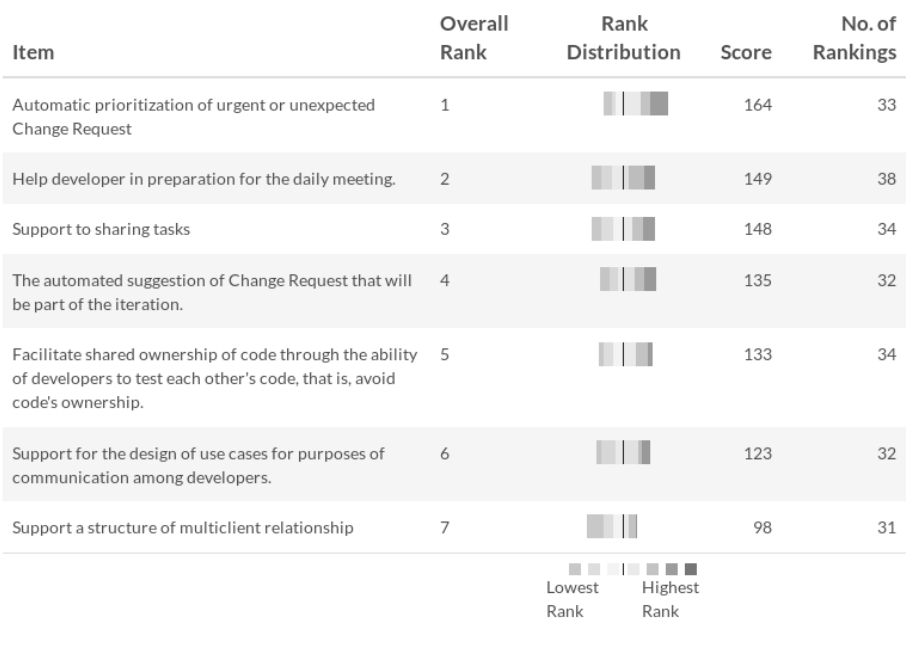 Item Overall Rank Rank Distribution Score No. of Rankings
Automatic prioritization of urgent or unexpected 1 164 33
Change Request
Help developer in preparation for the daily meeting. 2 149 38
Support to sharing tasks 3 148 34
The automated suggestion of Change Request that will 4 135 32
be part of the iteration.
Facilitate shared ownership of code through the ability 5 133 34
of developers to test each other's code, that is, avoid
code's ownership.
Support for the design of use cases for purposes of 6 123 32
communication among developers.
Support a structure of multiclient relationship 7 98 31
Lowest Highest
Rank Rank